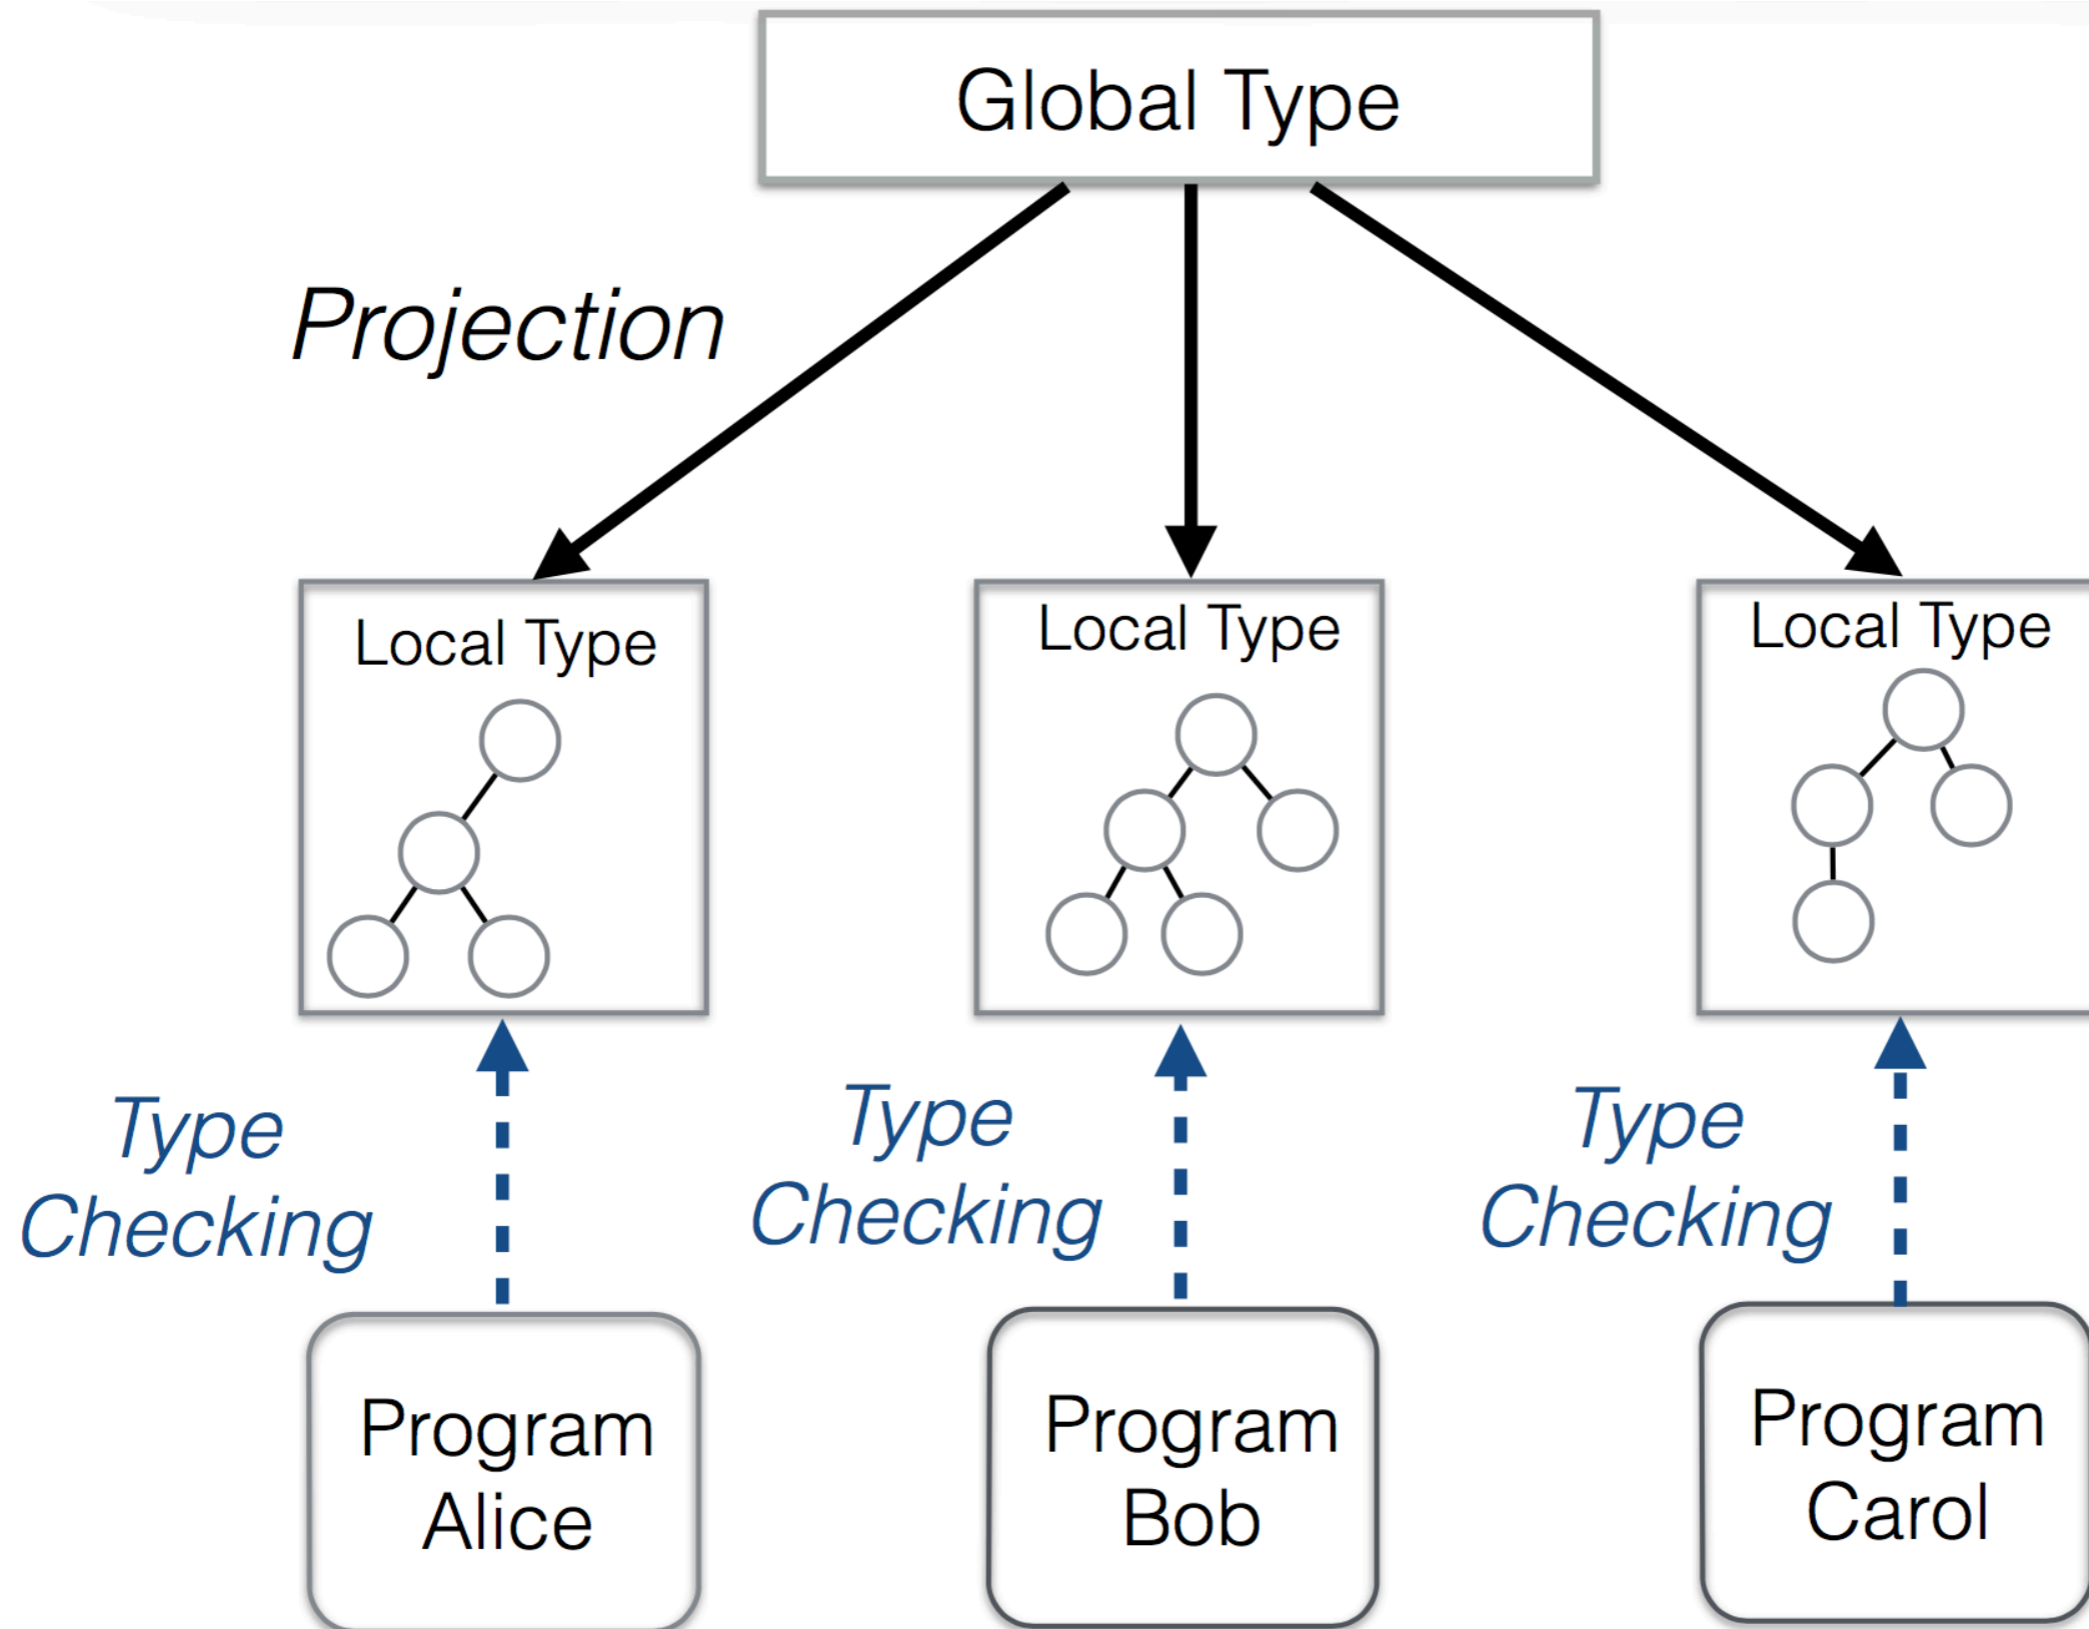 Global Type
Projection
Local Type
Local Type
Local Type
Type
Checking
Type
Checking
Type
Checking
Program
Alice
Program
Bob
Program
Carol